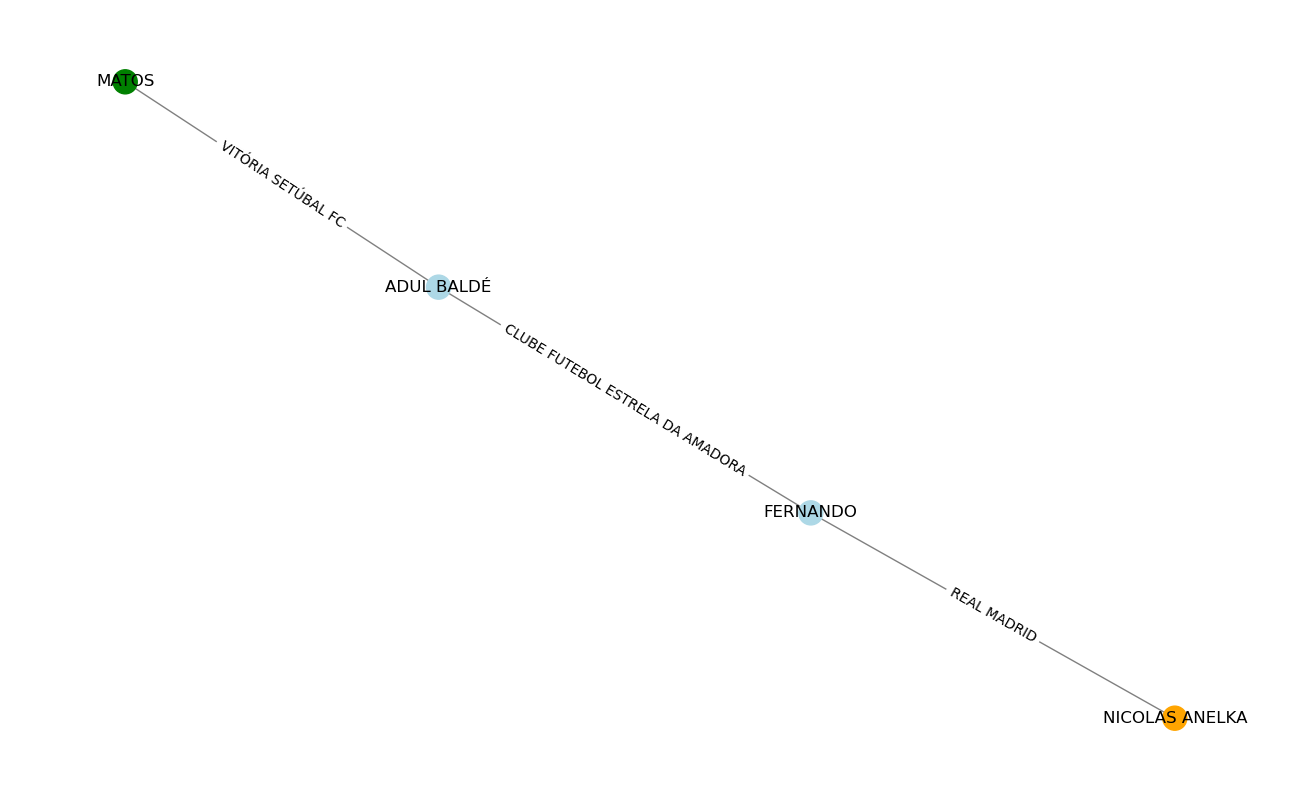 MATOS
VITÓRIA SETÚBAL FC
ADUL BALDÉ
CLUBE FUTEBOL ESTRELA DA AMADORA
FERNANDO
REAL MADRID
NICOLAS ANELKA